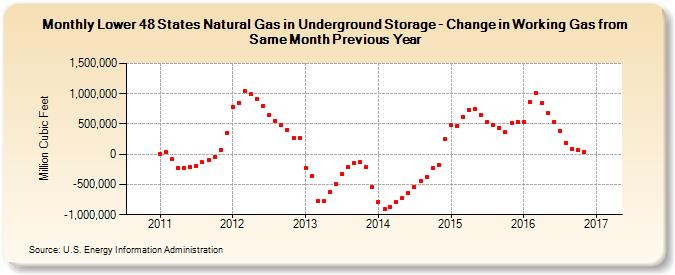 Monthly Lower 48 States Natural Gas in Underground Storage - Change in Working Gas from
Same Month Previous Year
Million Cubic Feet
1,500,000
1,000,000
500,000
0
-500,000
-1,000,000
2011 2012 2013 2014 2015 2016 2017
Source: U.S. Energy Information Administration